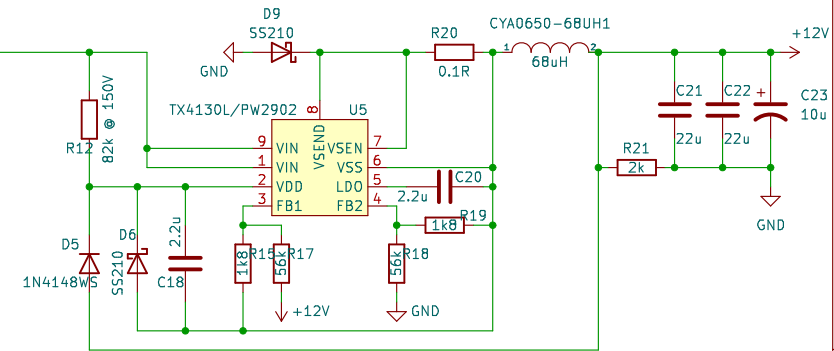 D9
SS210
GND
R20
0.1R
CYA0650-68UH1
1
2
68uH
+12V
R12
82k @ 150V
TX4130L/PW2902
U5
8
VSEND
9
VIN
VSEN
7
1
VIN
VSS
6
2
VDD
LDO
5
3
FB1
FB2
4
C20
2.2u
R19
1k8
C21
22u
C22
22u
+
C23
10u
R21
2k
GND
D5
1N4148WS
D6
SS210
2.2u
C18
R15
1k8
R17
56k
+12V
R18
56k
GND